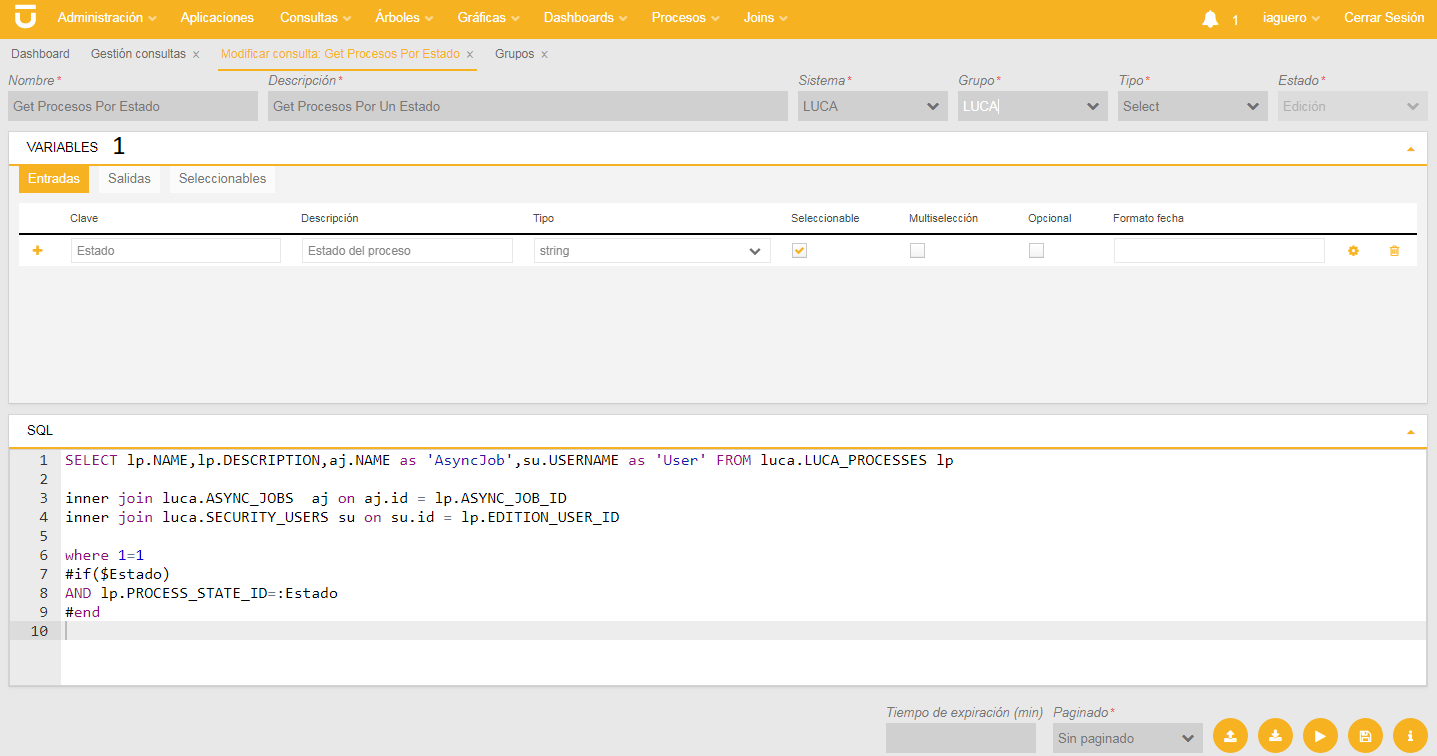 Administración Aplicaciones Consultas Árboles Gráficas Dashboards Procesos Joins 1 iaguero Cerrar Sesión
Dashboard Gestión consultas x Modificar consulta: Get Procesos Por Estado x Grupos x
Nombre* Descripción* Sistema* Grupo* Tipo* Estado*
Get Procesos Por Estado Get Procesos Por Un Estado LUCA LUCA Select Edición
VARIABLES 1
Entradas Salidas Seleccionables
Clave Descripción Tipo Seleccionable Multiselección Opcional Formato fecha
Estado Estado del proceso string
SQL
1 SELECT lp.NAME,lp.DESCRIPTION,aj.NAME as 'AsyncJob',su.USERNAME as 'User' FROM luca.LUCA_PROCESSES lp
2
3 inner join luca.ASYNC_JOBS  aj on aj.id = lp.ASYNC_JOB_ID
4 inner join luca.SECURITY_USERS su on su.id = lp.EDITION_USER_ID
5
6 where 1=1
7 #if($Estado)
8 AND lp.PROCESS_STATE_ID=:Estado
9 #end
10
Tiempo de expiración (min) Paginado*
Sin paginado